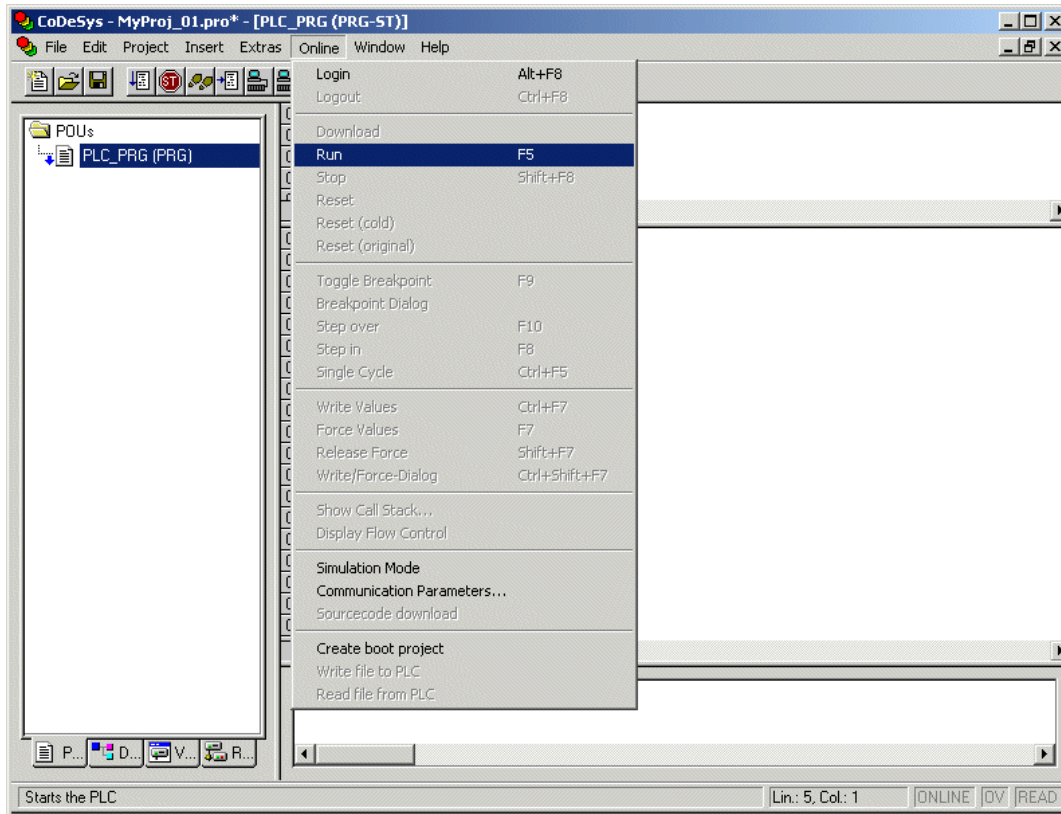 CoDeSys - MyProj_01.pro* - [PLC_PRG (PRG-ST)]
File Edit Project Insert Extras Online Window Help
POUs
PLC_PRG (PRG)
Login Alt+F8
Logout Ctrl+F8
Download
Run F5
Stop Shift+F8
Reset
Reset (cold)
Reset (original)
Toggle Breakpoint F9
Breakpoint Dialog
Step over F10
Step in F8
Single Cycle Ctrl+F5
Write Values Ctrl+F7
Force Values F7
Release Force Shift+F7
Write/Force-Dialog Ctrl+Shift+F7
Show Call Stack...
Display Flow Control
Simulation Mode
Communication Parameters...
Sourcecode download
Create boot project
Write file to PLC
Read file from PLC
P... D... V... R...
Starts the PLC Lin.: 5, Col.: 1 ONLINE OV READ